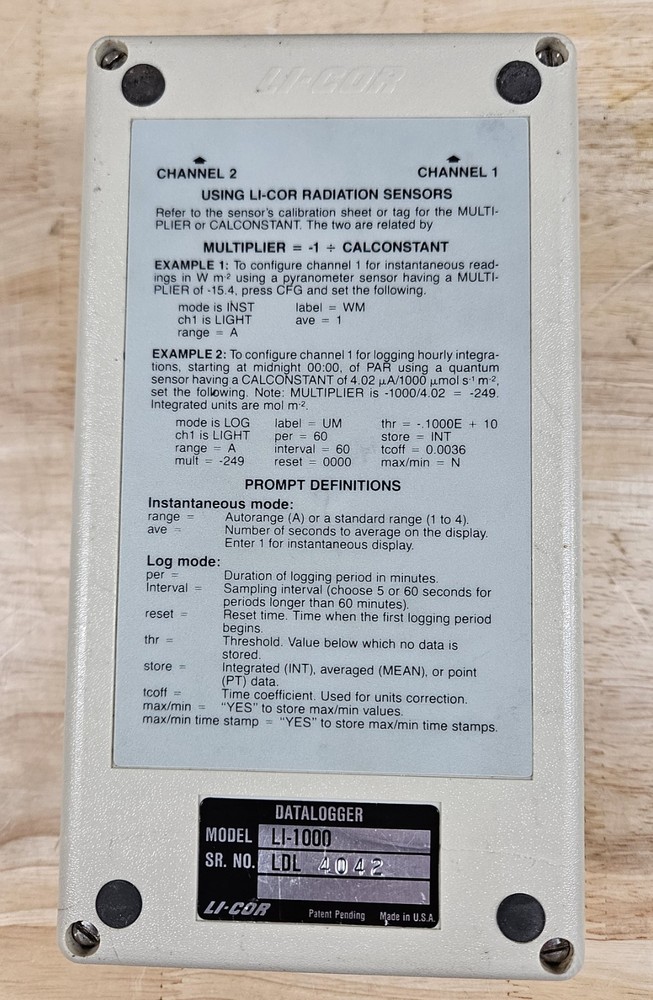 LI-COR
CHANNEL 2 CHANNEL 1
USING LI-COR RADIATION SENSORS
Refer to the sensor's calibration sheet or tag for the MULTI-
PLIER or CALCONSTANT. The two are related by
MULTIPLIER = -1 ÷ CALCONSTANT
EXAMPLE 1: To configure channel 1 for instantaneous read-
ings in W m-2 using a pyranometer sensor having a MULTI-
PLIER of -15.4, press CFG and set the following.
mode is INST label = WM
ch1 is LIGHT ave = 1
range = A
EXAMPLE 2: To configure channel 1 for logging hourly integra-
tions, starting at midnight 00:00, of PAR using a quantum
sensor having a CALCONSTANT of 4.02 µA/1000 µmol s-1 m-2,
set the following. Note: MULTIPLIER is -1000/4.02 = -249.
Integrated units are mol m-2.
mode is LOG label = UM thr = -.1000E + 10
ch1 is LIGHT per = 60 store = INT
range = A interval = 60 tcoff = 0.0036
mult = -249 reset = 0000 max/min = N
PROMPT DEFINITIONS
Instantaneous mode:
range = Autorange (A) or a standard range (1 to 4).
ave = Number of seconds to average on the display.
Enter 1 for instantaneous display.
Log mode:
per = Duration of logging period in minutes.
Interval = Sampling interval (choose 5 or 60 seconds for
periods longer than 60 minutes).
reset = Reset time. Time when the first logging period
begins.
thr = Threshold. Value below which no data is
stored.
store = Integrated (INT), averaged (MEAN), or point
(PT) data.
tcoff = Time coefficient. Used for units correction.
max/min = "YES" to store max/min values.
max/min time stamp = "YES" to store max/min time stamps.
DATALOGGER
MODEL LI-1000
SR. NO. LDL 4042
LI-COR Patent Pending Made in U.S.A.